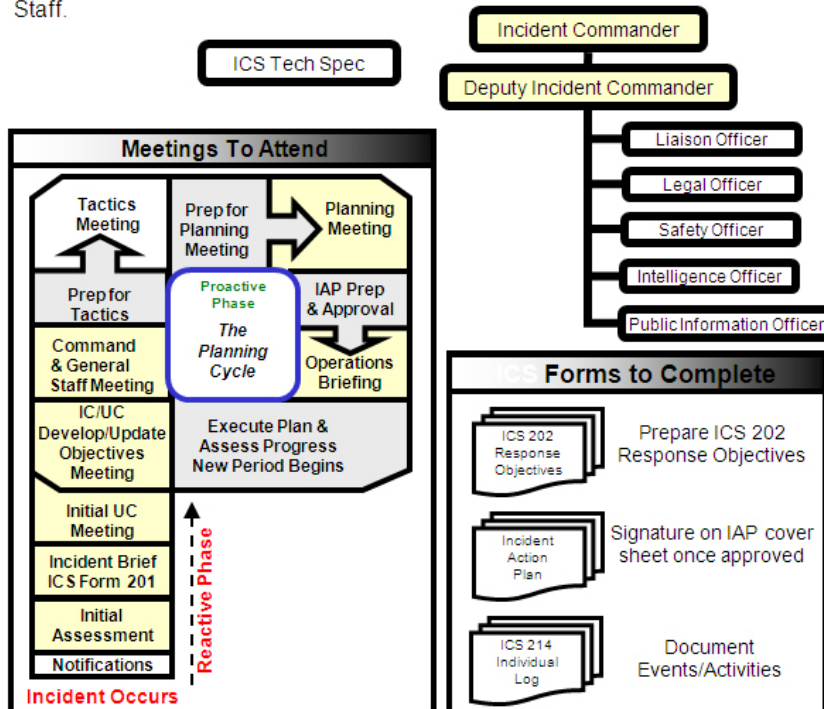 Staff.
ICS Tech Spec
Incident Commander
Deputy Incident Commander
Liaison Officer
Legal Officer
Safety Officer
Intelligence Officer
Public Information Officer
Meetings To Attend
Tactics
Meeting
Prep for
Planning
Meeting
Planning
Meeting
Prep for
Tactics
Proactive
Phase
The
Planning
Cycle
IAP Prep
& Approval
Command
& General
Staff Meeting
Operations
Briefing
IC/UC
Develop/Update
Objectives
Meeting
Execute Plan &
Assess Progress
New Period Begins
Initial UC
Meeting
Incident Brief
ICS Form 201
Initial
Assessment
Notifications
Reactive Phase
Incident Occurs
ICS Forms to Complete
ICS 202
Response
Objectives
Prepare ICS 202
Response Objectives
Incident
Action
Plan
Signature on IAP cover
sheet once approved
ICS 214
Individual
Log
Document
Events/Activities